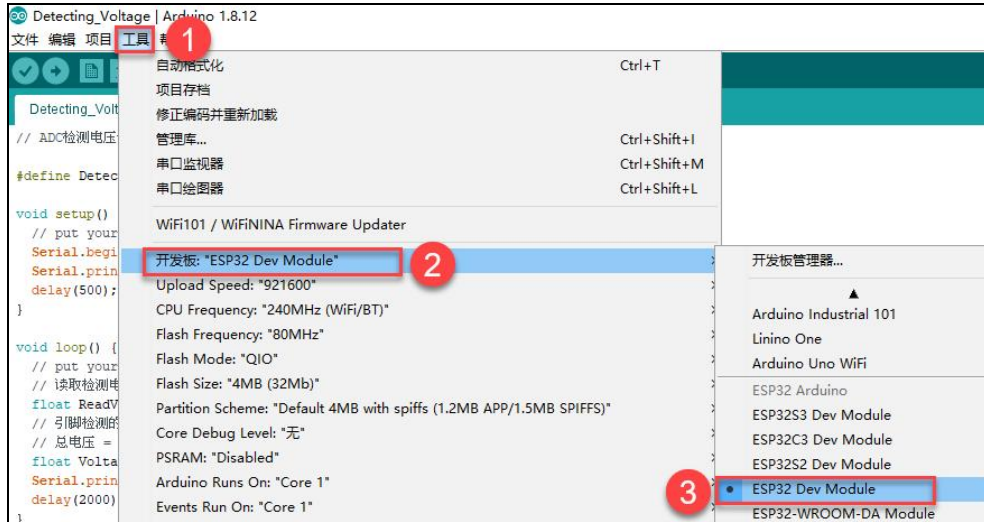 Detecting_Voltage | Arduino 1.8.12
文件 编辑 项目 工具
1
Detecting_Volt
// ADC检测电压
#define Detec
void setup()
// put your
Serial.begi
Serial.prin
delay(500);
}
void loop() {
// put your
// 读取检测电
float ReadV
// 引脚检测的
// 总电压 =
float Volta
Serial.prin
delay(2000)
}
自动格式化 Ctrl+T
项目存档
修正编码并重新加载
管理库... Ctrl+Shift+I
串口监视器 Ctrl+Shift+M
串口绘图器 Ctrl+Shift+L
WiFi101 / WiFiNINA Firmware Updater
开发板: "ESP32 Dev Module" 2
Upload Speed: "921600"
CPU Frequency: "240MHz (WiFi/BT)"
Flash Frequency: "80MHz"
Flash Mode: "QIO"
Flash Size: "4MB (32Mb)"
Partition Scheme: "Default 4MB with spiffs (1.2MB APP/1.5MB SPIFFS)"
Core Debug Level: "无"
PSRAM: "Disabled"
Arduino Runs On: "Core 1"
Events Run On: "Core 1"
开发板管理器...
Arduino Industrial 101
Linino One
Arduino Uno WiFi
ESP32 Arduino
ESP32S3 Dev Module
ESP32C3 Dev Module
ESP32S2 Dev Module
3 ESP32 Dev Module
ESP32-WROOM-DA Module